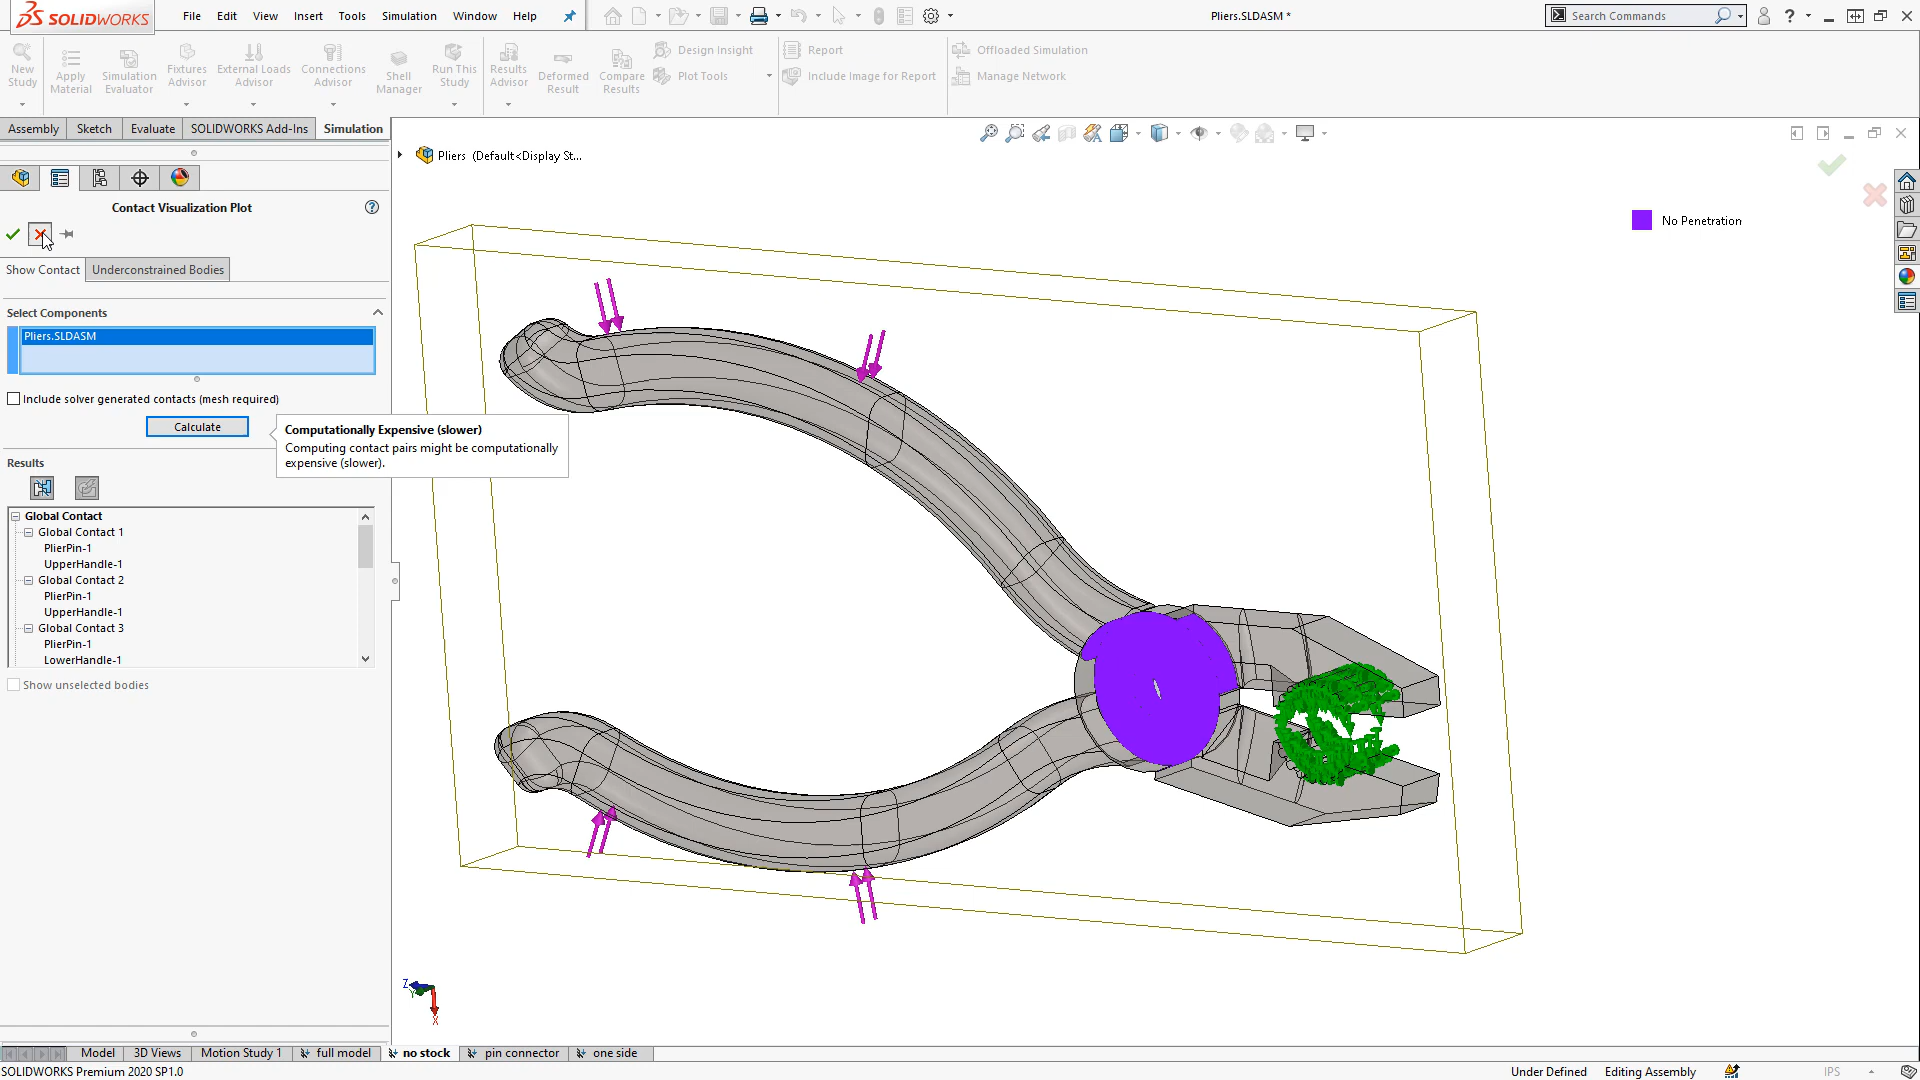 SOLIDWORKS
File Edit View Insert Tools Simulation Window Help
Pliers.SLDASM *
Search Commands
New Study
Apply Material
Simulation Evaluator
Fixtures Advisor
External Loads Advisor
Connections Advisor
Shell Manager
Run This Study
Results Advisor
Deformed Result
Compare Results
Design Insight
Plot Tools
Report
Include Image for Report
Offloaded Simulation
Manage Network
Assembly Sketch Evaluate SOLIDWORKS Add-Ins Simulation
Pliers (Default<Display St...
Contact Visualization Plot
Show Contact Underconstrained Bodies
Select Components
Pliers.SLDASM
Include solver generated contacts (mesh required)
Calculate
Computationally Expensive (slower)
Computing contact pairs might be computationally
expensive (slower).
Results
Global Contact
Global Contact 1
PlierPin-1
UpperHandle-1
Global Contact 2
PlierPin-1
UpperHandle-1
Global Contact 3
PlierPin-1
LowerHandle-1
Show unselected bodies
No Penetration
Z
Y
X
Model 3D Views Motion Study 1 full model no stock pin connector one side
SOLIDWORKS Premium 2020 SP1.0
Under Defined Editing Assembly IPS